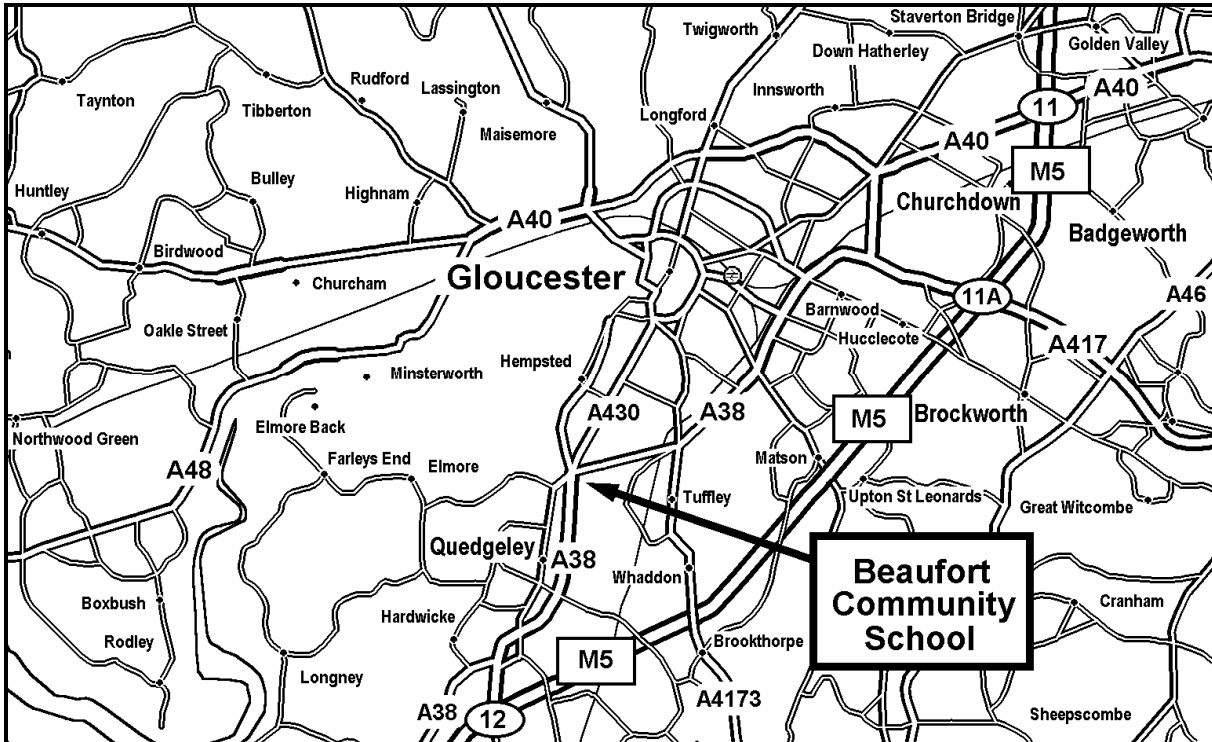 Staverton Bridge
Twigworth
Golden Valley
Down Hatherley
Rudford
Lassington
Innsworth
A40
Taynton
Tibberton
11
Longford
Maisemore
A40
M5
Bulley
Huntley
Highnam
Churchdown
A40
Badgeworth
Birdwood
Gloucester
Churcham
11A
A46
Barnwood
Oakle Street
Hucclecote
A417
Hempsted
Minsterworth
A430
A38
M5
Brockworth
Elmore Back
Northwood Green
Farleys End
Elmore
Matson
A48
Tuffley
Upton St Leonards
Great Witcombe
Quedgeley
A38
Whaddon
Beaufort
Community
School
Boxbush
Cranham
Hardwicke
Rodley
Brookthorpe
M5
Longney
A4173
A38
12
Sheepscombe